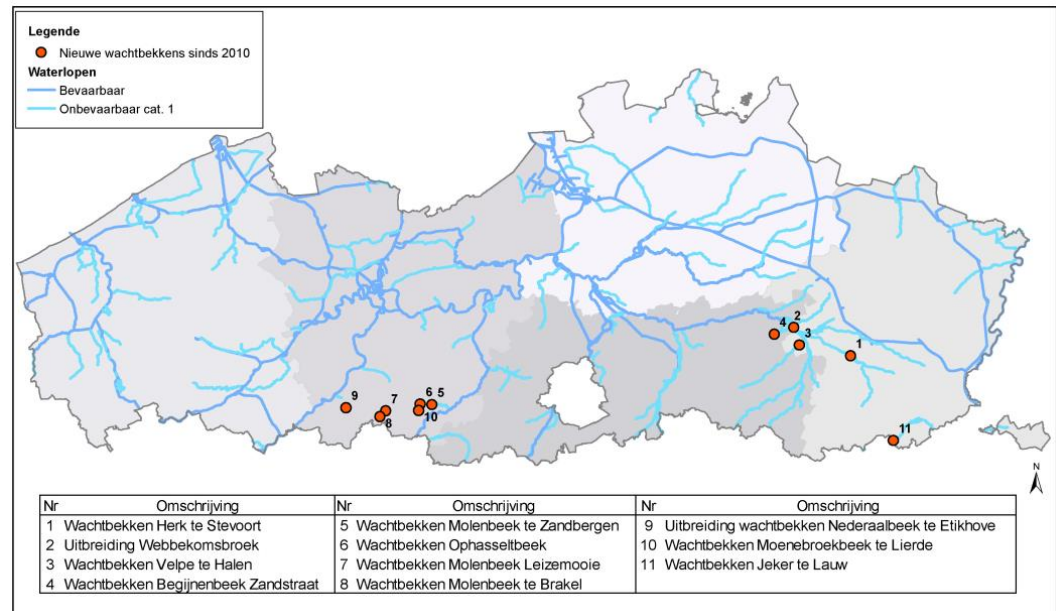 Legende
Nieuwe wachtbekkens sinds 2010
Waterlopen
Bevaarbaar
Onbevaarbaar cat. 1
2
4
3
1
6 5
9
7
10
8
11
N
Nr Omschrijving Nr Omschrijving Nr Omschrijving
1 Wachtbekken Herk te Stevoort 5 Wachtbekken Molenbeek te Zandbergen 9 Uitbreiding wachtbekken Nederaalbeek te Etikhove
2 Uitbreiding Webbekomsbroek 6 Wachtbekken Ophasseltbeek 10 Wachtbekken Moenebroekbeek te Lierde
3 Wachtbekken Velpe te Halen 7 Wachtbekken Molenbeek Leizemooie 11 Wachtbekken Jeker te Lauw
4 Wachtbekken Begijnenbeek Zandstraat 8 Wachtbekken Molenbeek te Brakel